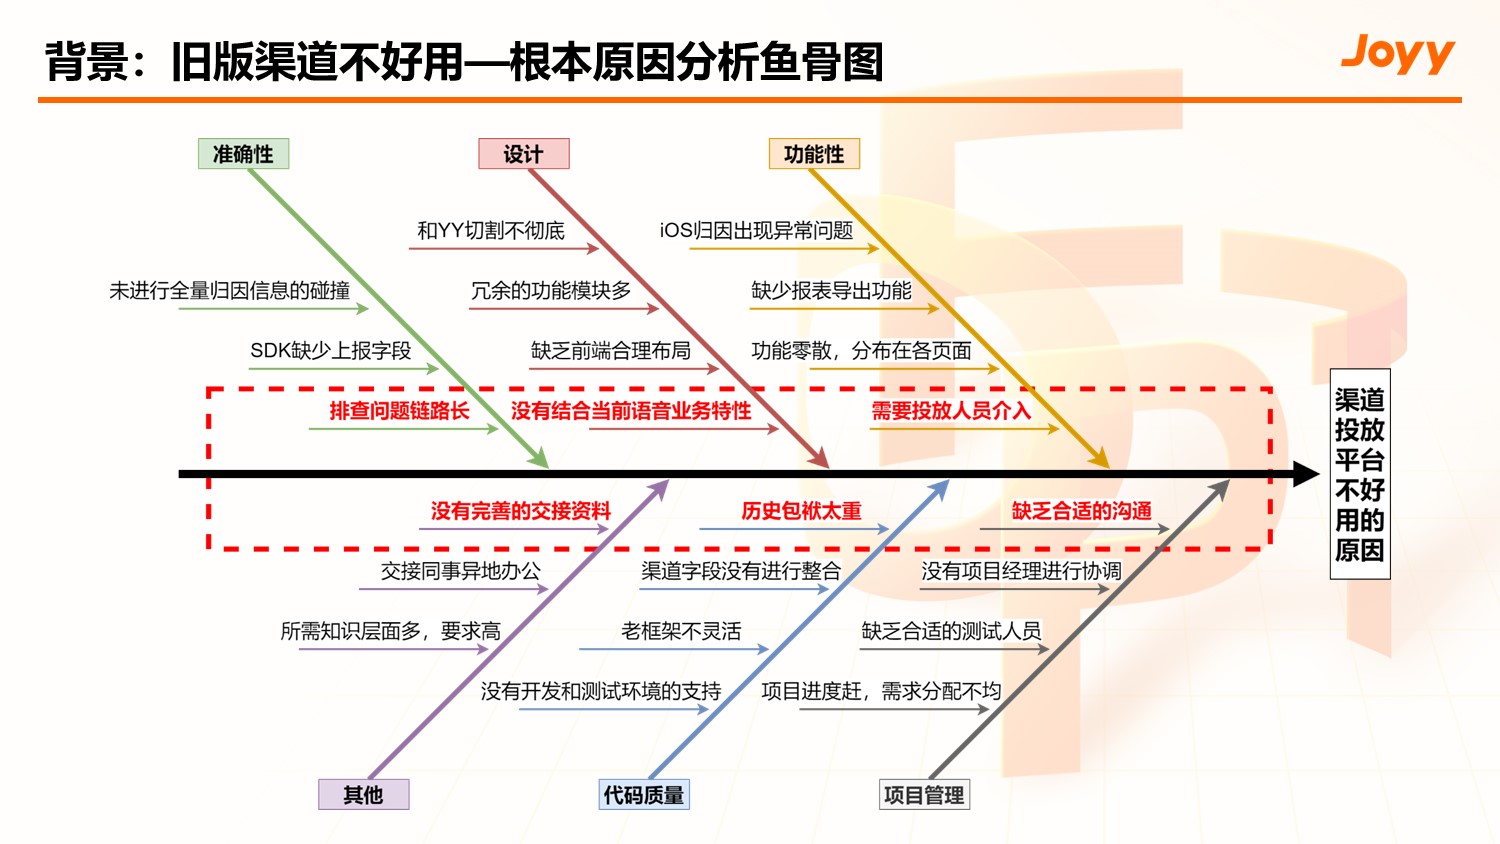 背景：旧版渠道不好用—根本原因分析鱼骨图
Joyy
准确性
设计
功能性
和YY切割不彻底
iOS归因出现异常问题
未进行全量归因信息的碰撞
冗余的功能模块多
缺少报表导出功能
SDK缺少上报字段
缺乏前端合理布局
功能零散，分布在各页面
排查问题链路长
没有结合当前语音业务特性
需要投放人员介入
渠道
投放
平台
不好
用的
原因
没有完善的交接资料
历史包袱太重
缺乏合适的沟通
交接同事异地办公
渠道字段没有进行整合
没有项目经理进行协调
所需知识层面多，要求高
老框架不灵活
缺乏合适的测试人员
没有开发和测试环境的支持
项目进度赶，需求分配不均
其他
代码质量
项目管理